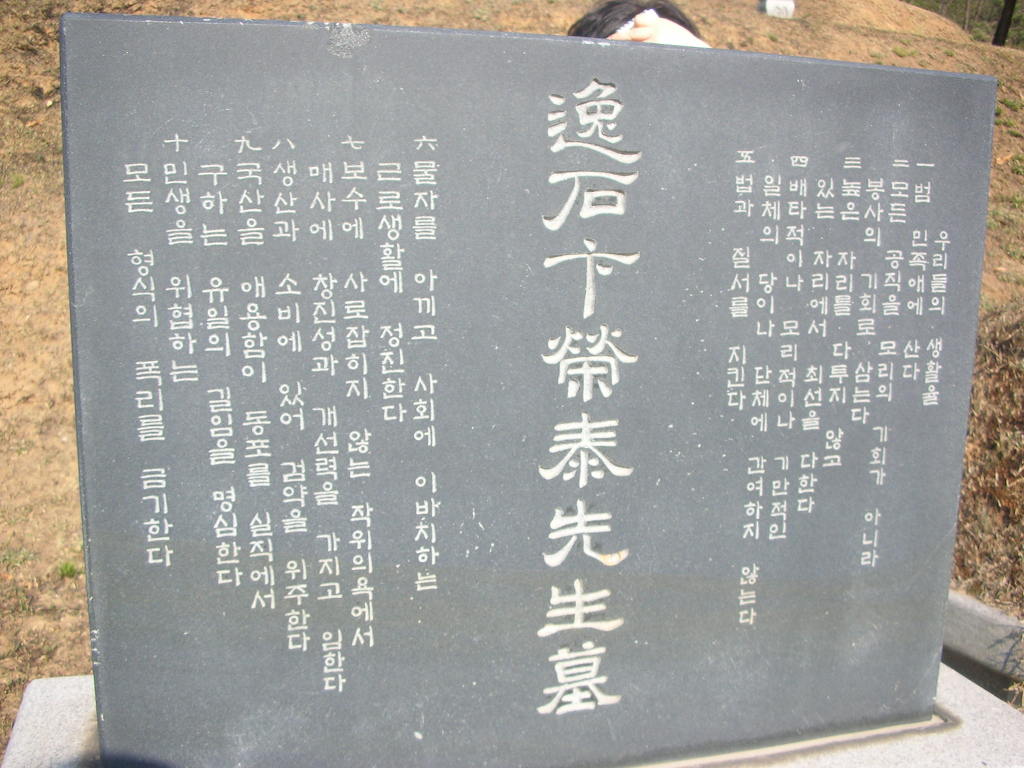 우리들의 생활을
一 범 민족애에 산다
二 모든 공직을 모리의 기회가 아니라
봉사의 기회로 삼는다
三 높은 자리를 다투지 않고
있는 자리에서 최선을 다한다
四 배타적이나 모리적이나 기만적인
일체의 당이나 단체에 간여하지 않는다
五 법과 질서를 지킨다
逸石卞榮泰先生墓
六 물자를 아끼고 사회에 이바지하는
근로생활에 정진한다
七 보수에 사로잡히지 않는 작위의욕에서
매사에 창진성과 개선력을 가지고 임한다
八 생산과 소비에 있어 검약을 위주한다
九 국산을 애용함이 동포를 실직에서
구하는 유일의 길임을 명심한다
十 민생을 위협하는
모든 형식의 폭리를 금기한다